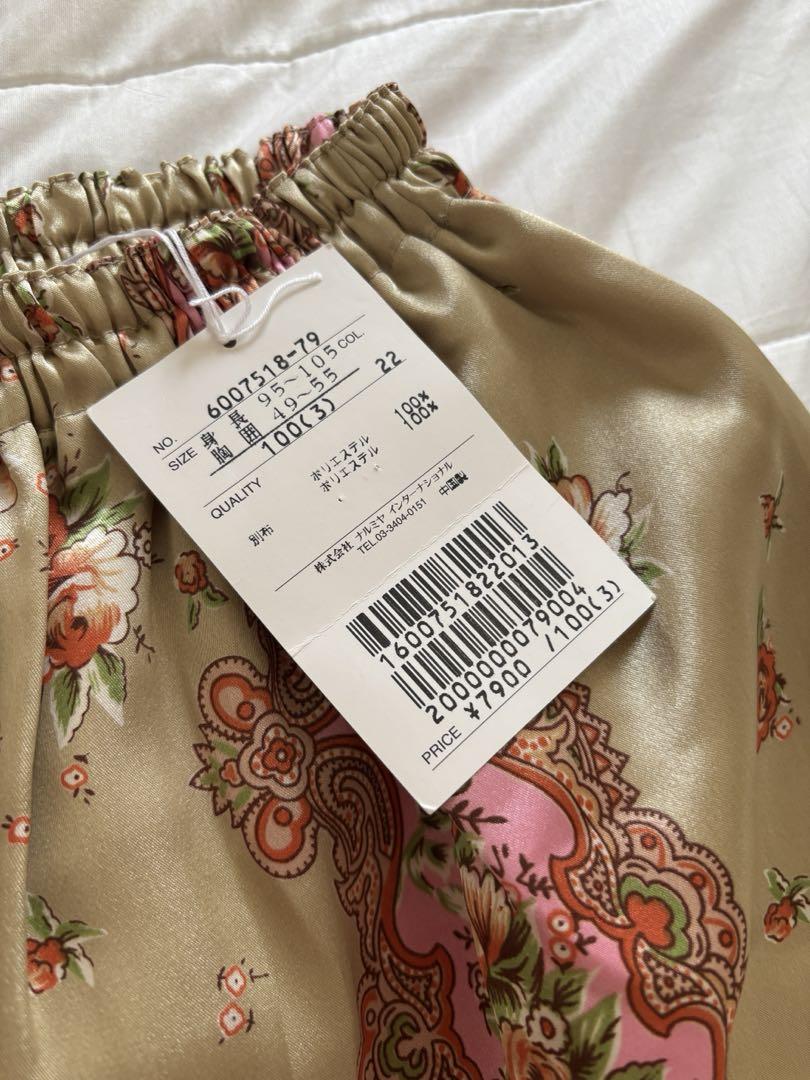 NO. 6007518-79
SIZE 身長 95~105 COL.
胸囲 49~55 22
100(3)
QUALITY ポリエステル 100%
ポリエステル 100%
別布
株式会社 ナルミヤ インターナショナル
TEL.03-3404-0151 中国製
1600751822013
2000000079004
PRICE ¥7900 /100(3)